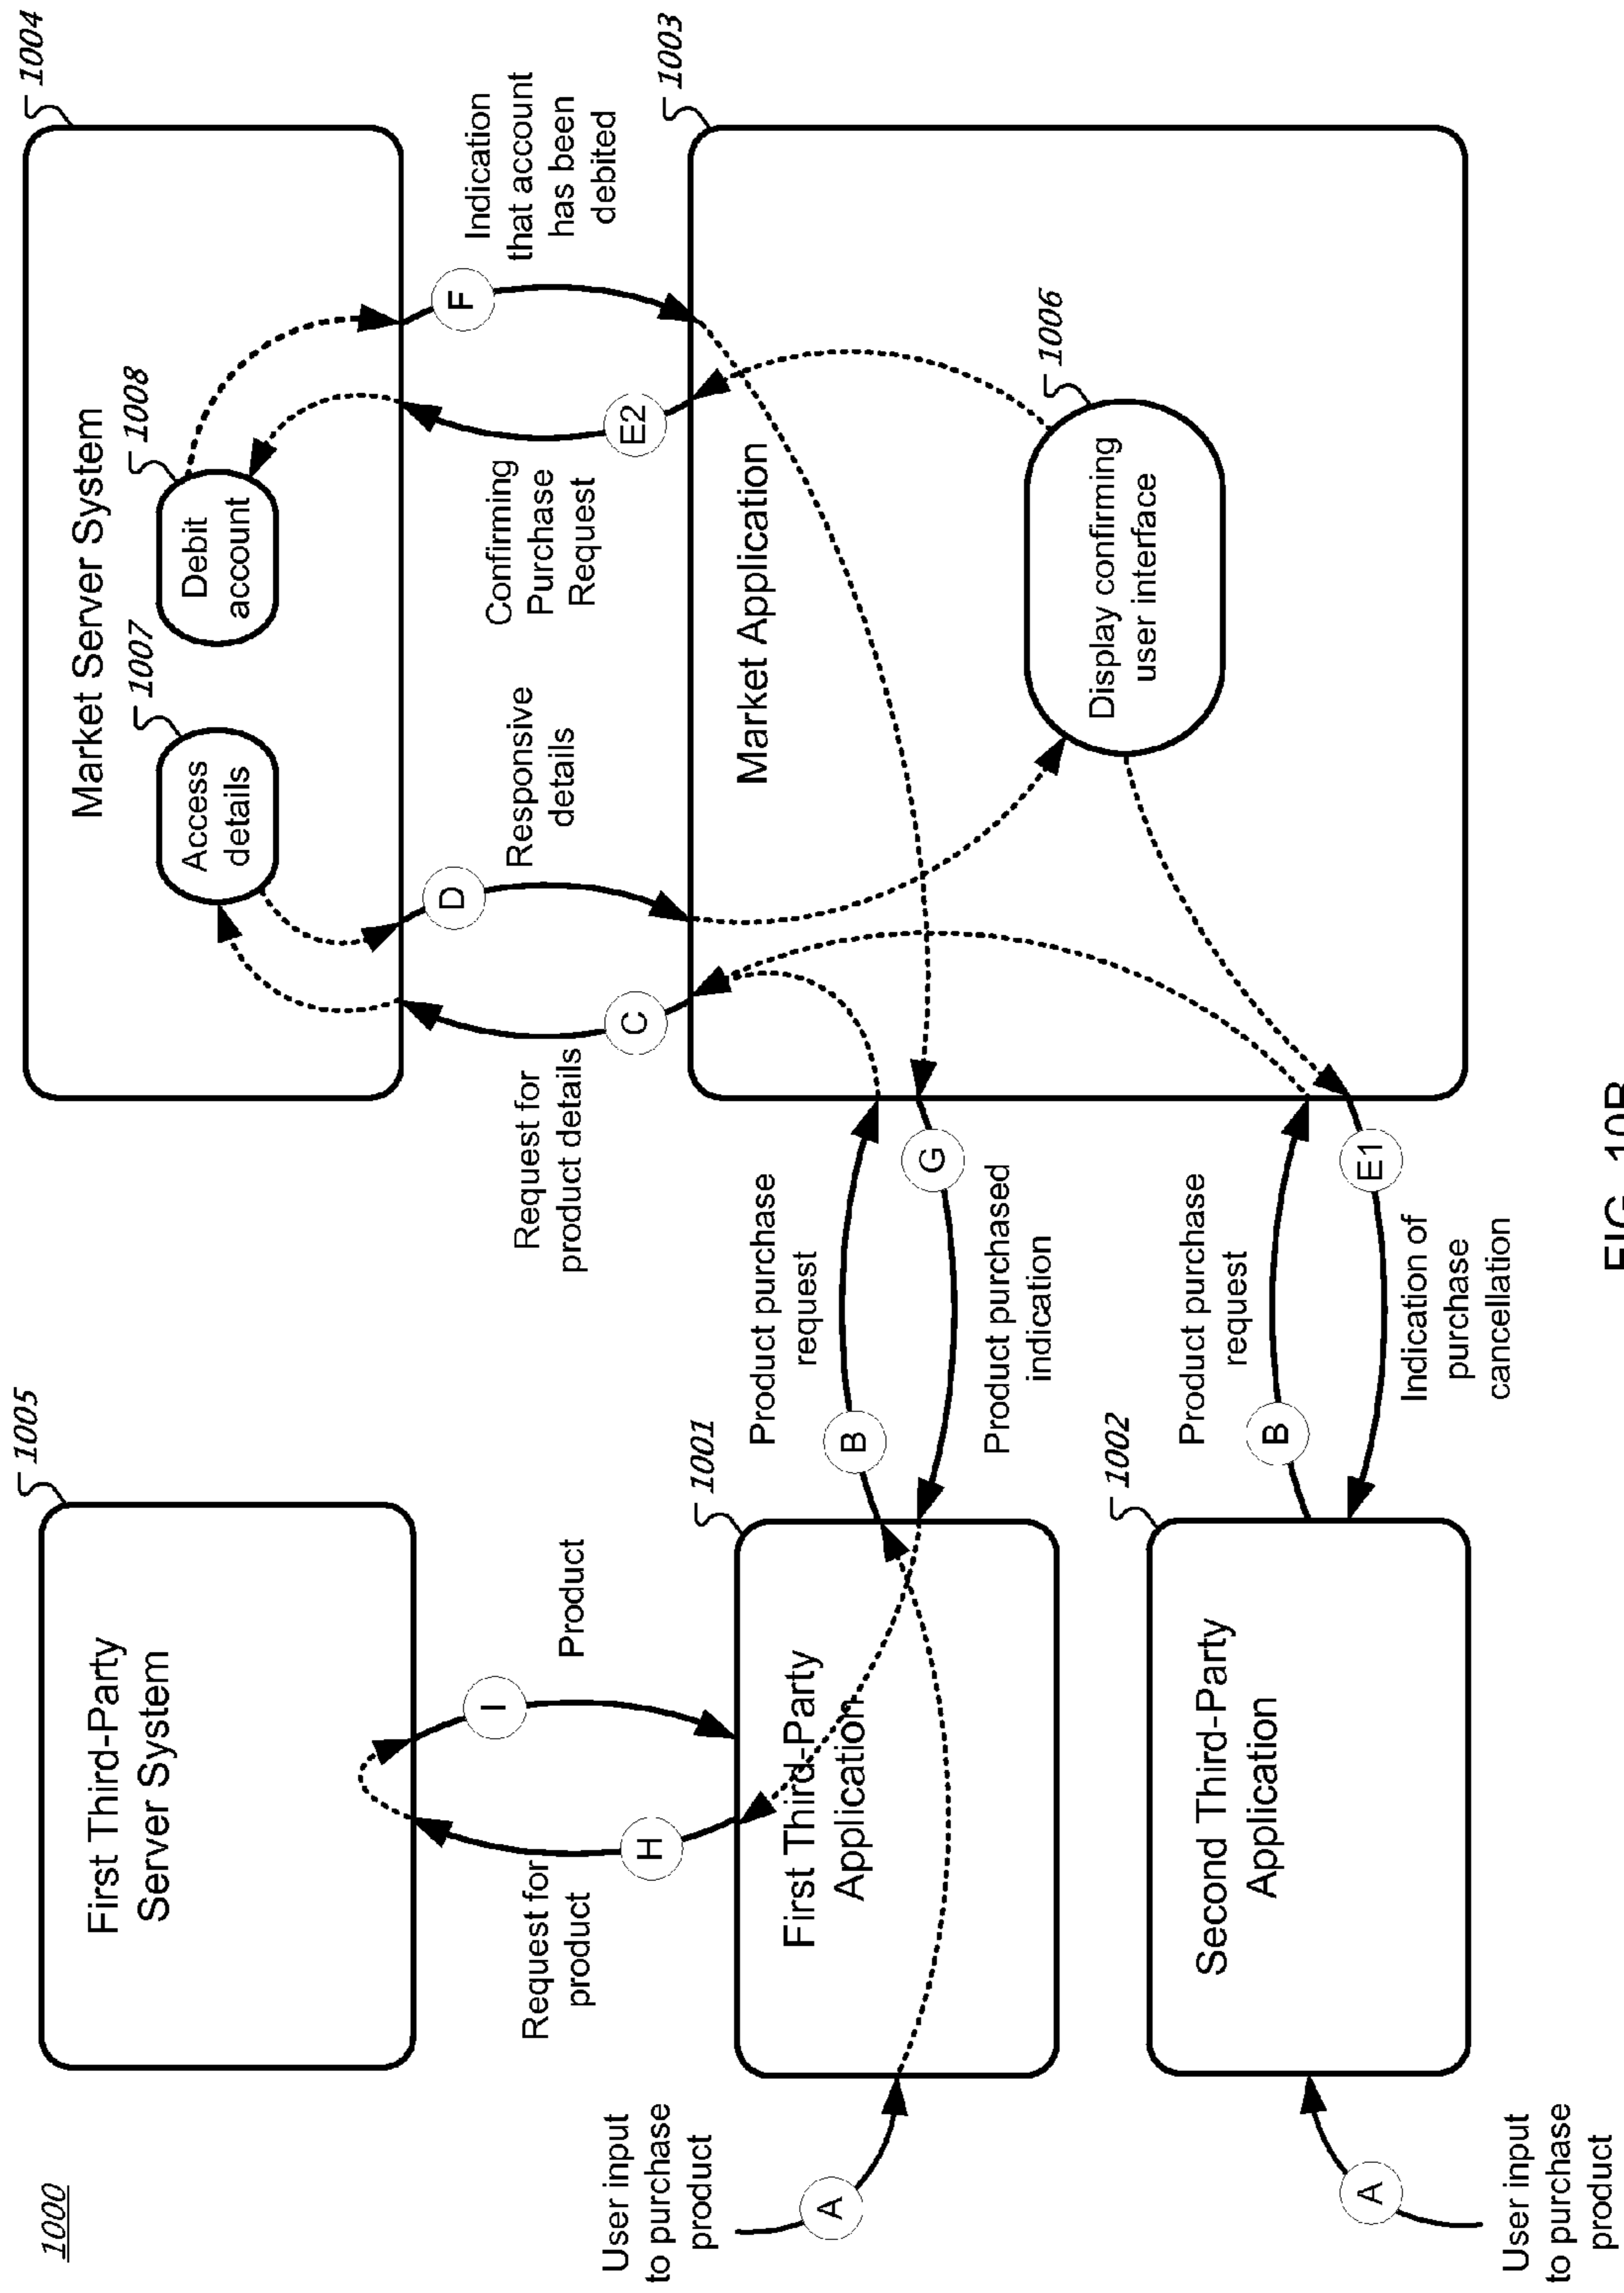 1000
First Third-Party
Server System
1005
Market Server System
1004
Access
details
1007
Debit
account
1008
Request for
product
H
I
Product
Request for
product details
C
D
Responsive
details
Confirming
Purchase
Request
E2
F
Indication
that account
has been
debited
User input
to purchase
product
A
First Third-Party
Application
1001
B
Product purchase
request
G
Product purchased
indication
Market Application
1003
Display confirming
user interface
1006
User input
to purchase
product
A
Second Third-Party
Application
1002
B
Product purchase
request
E1
Indication of
purchase
cancellation
FIG. 10B